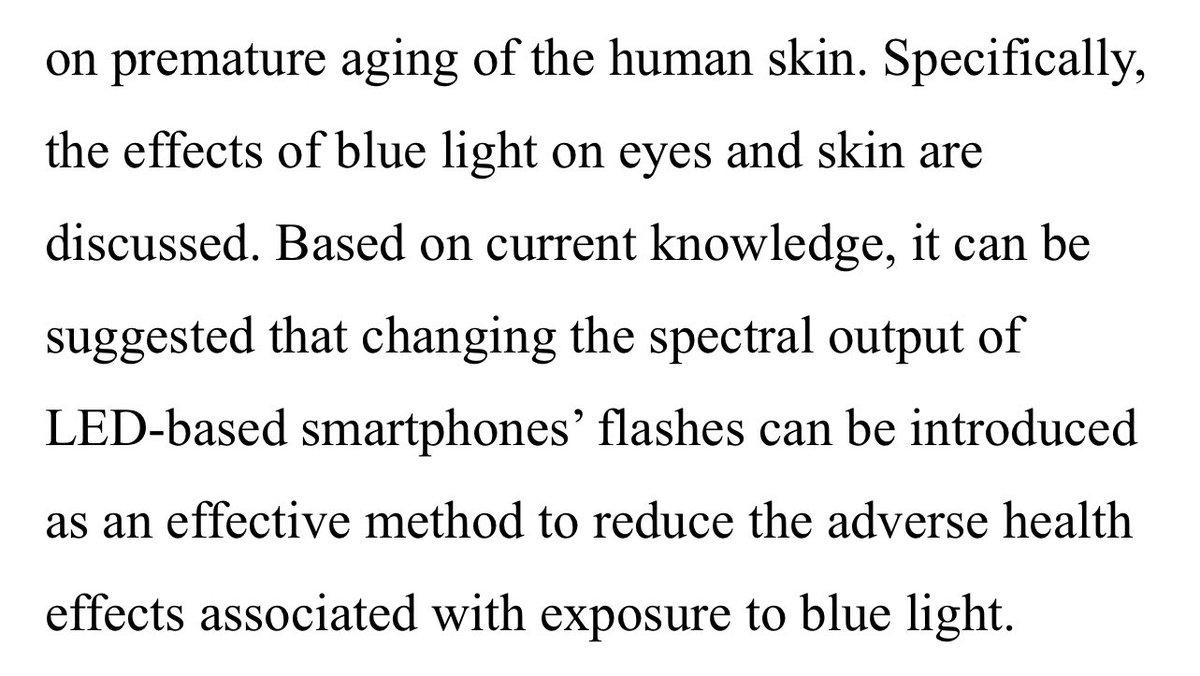 on premature aging of the human skin. Specifically,
the effects of blue light on eyes and skin are
discussed. Based on current knowledge, it can be
suggested that changing the spectral output of
LED-based smartphones’ flashes can be introduced
as an effective method to reduce the adverse health
effects associated with exposure to blue light.